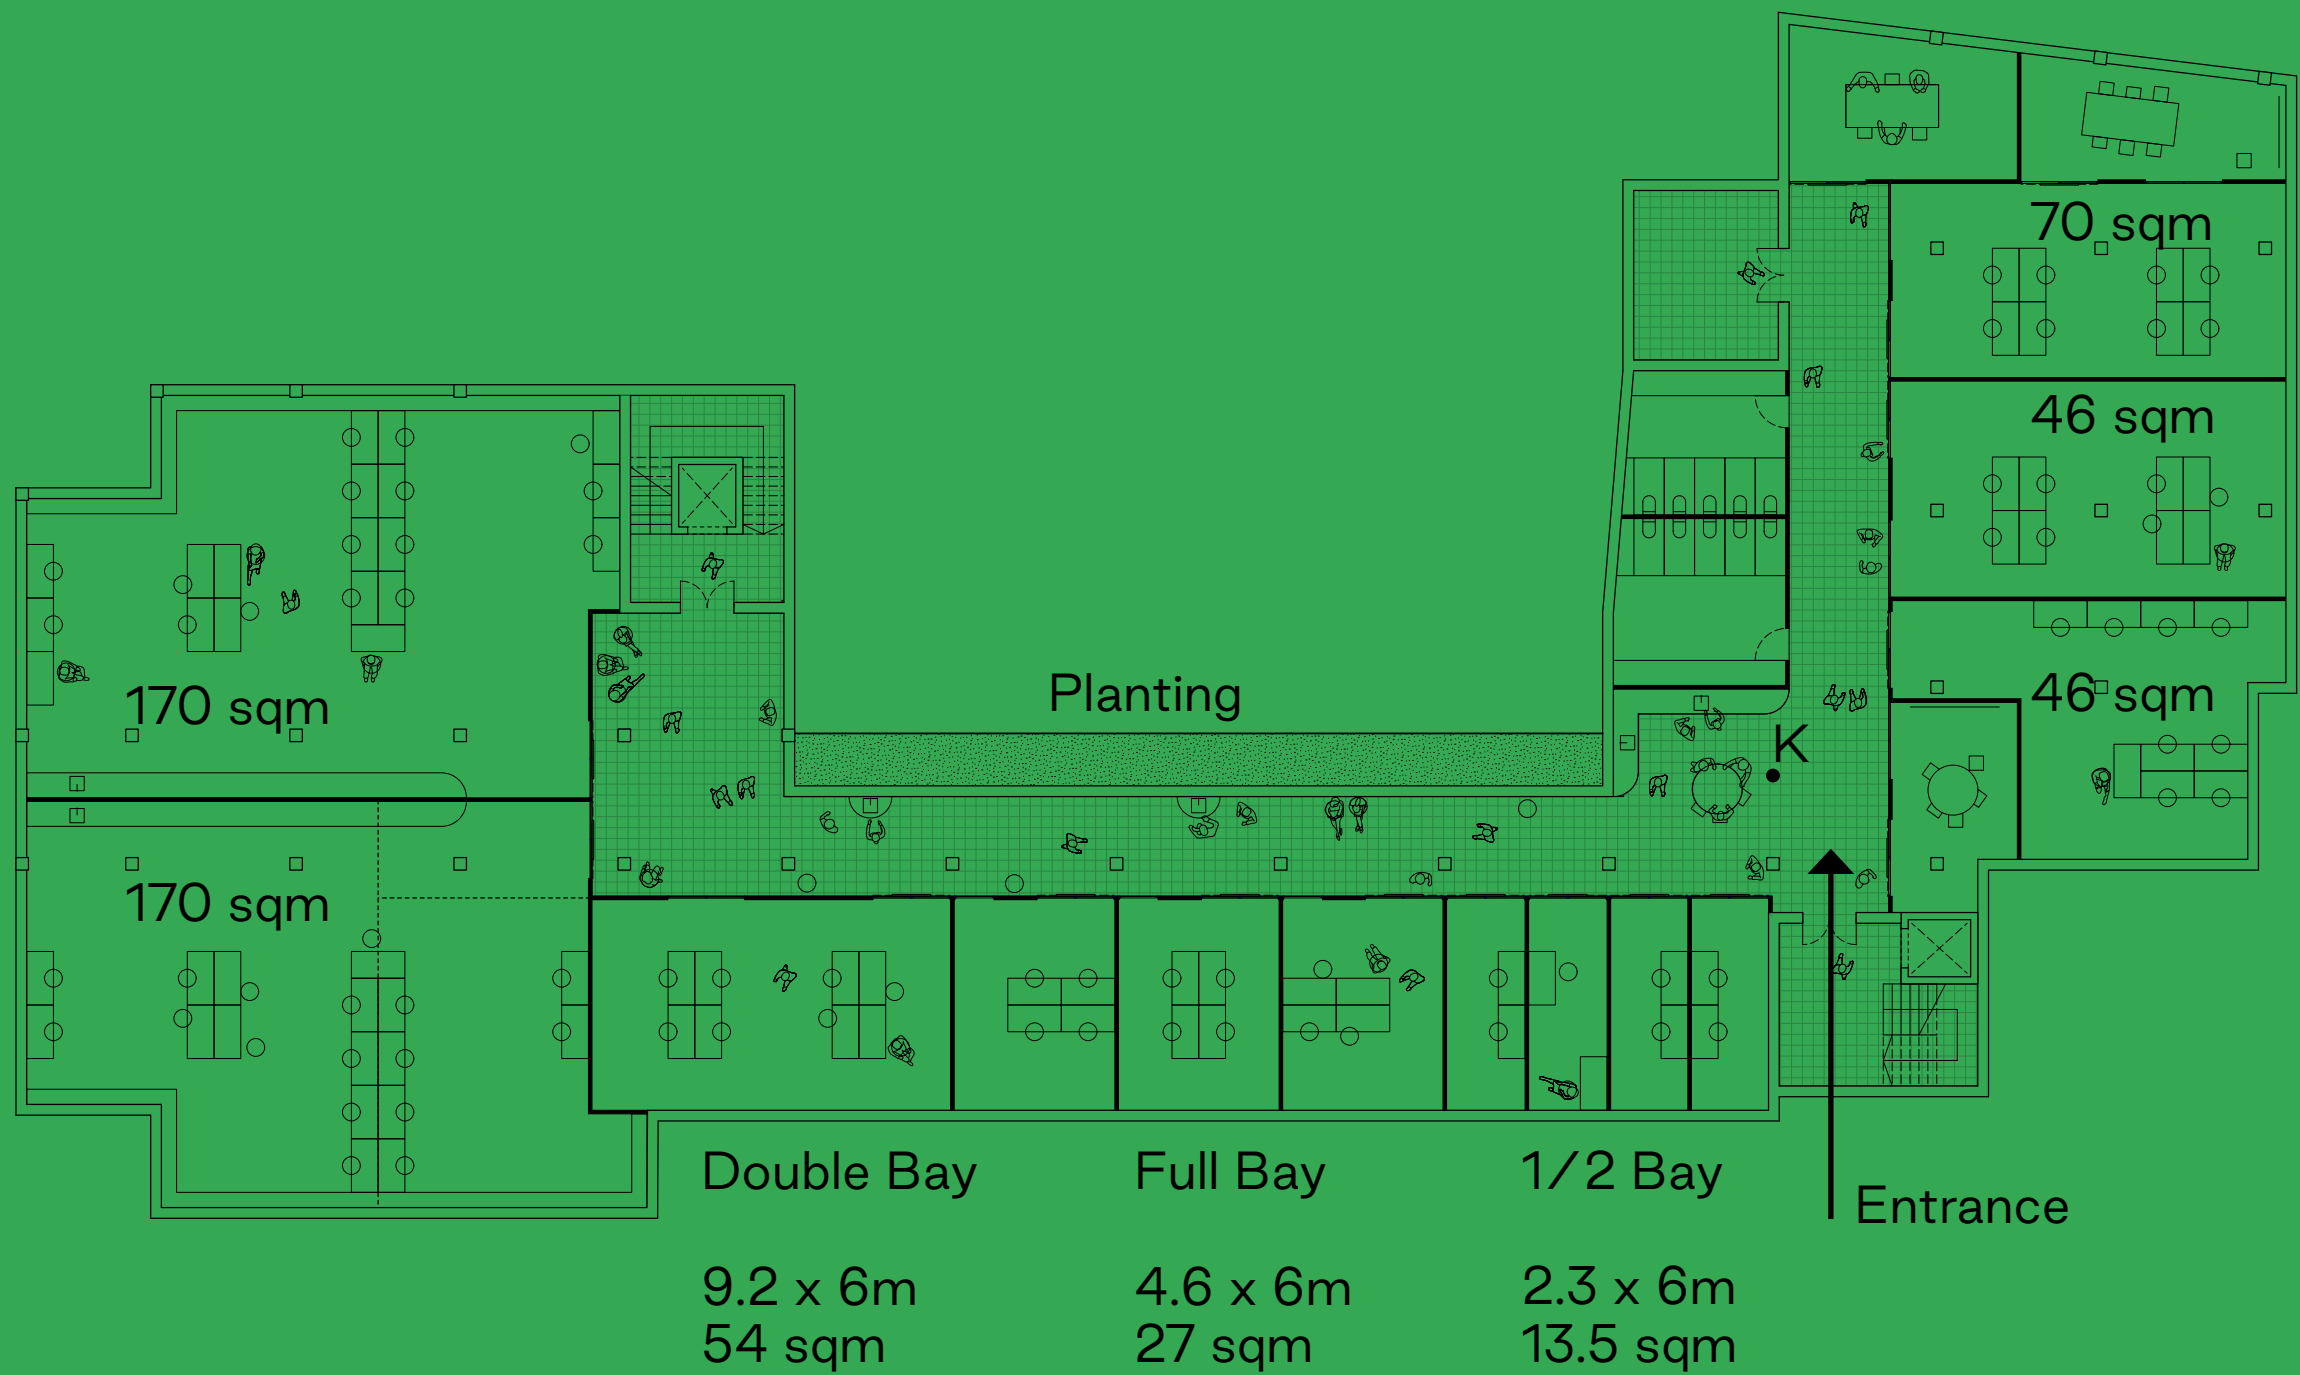 70 sqm
46 sqm
Planting
170 sqm
46 sqm
K
170 sqm
Double Bay
Full Bay
1/2 Bay
Entrance
9.2 x 6m
54 sqm
4.6 x 6m
27 sqm
2.3 x 6m
13.5 sqm